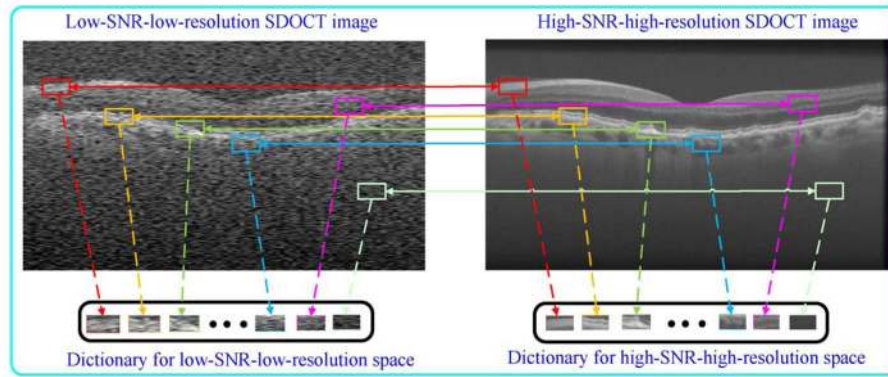 Low-SNR-low-resolution SDOCT image
High-SNR-high-resolution SDOCT image
Dictionary for low-SNR-low-resolution space
Dictionary for high-SNR-high-resolution space